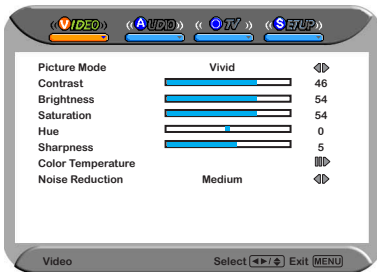 VIDEO AUDIO TV SETUP
Picture Mode Vivid
Contrast 46
Brightness 54
Saturation 54
Hue 0
Sharpness 5
Color Temperature
Noise Reduction Medium
Video Select Exit MENU